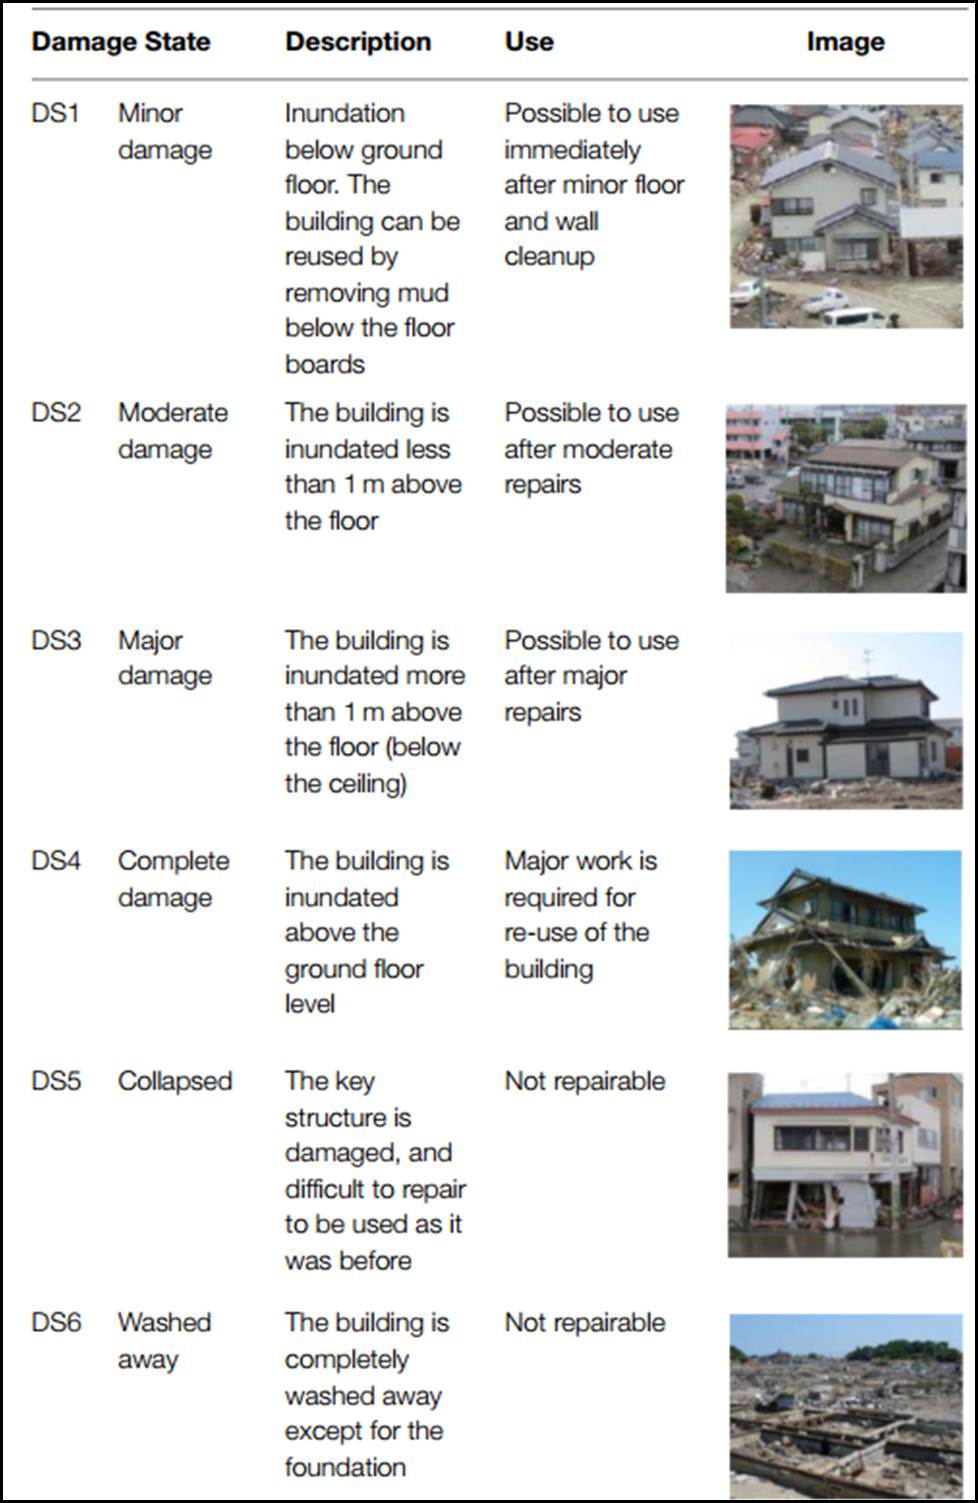 Damage State Description Use Image
DS1 Minor damage
Inundation
below ground
floor. The
building can be
reused by
removing mud
below the floor
boards
Possible to use
immediately
after minor floor
and wall
cleanup
DS2 Moderate damage
The building is
inundated less
than 1 m above
the floor
Possible to use
after moderate
repairs
DS3 Major damage
The building is
inundated more
than 1 m above
the floor (below
the ceiling)
Possible to use
after major
repairs
DS4 Complete damage
The building is
inundated
above the
ground floor
level
Major work is
required for
re-use of the
building
DS5 Collapsed
The key
structure is
damaged, and
difficult to repair
to be used as it
was before
Not repairable
DS6 Washed away
The building is
completely
washed away
except for the
foundation
Not repairable